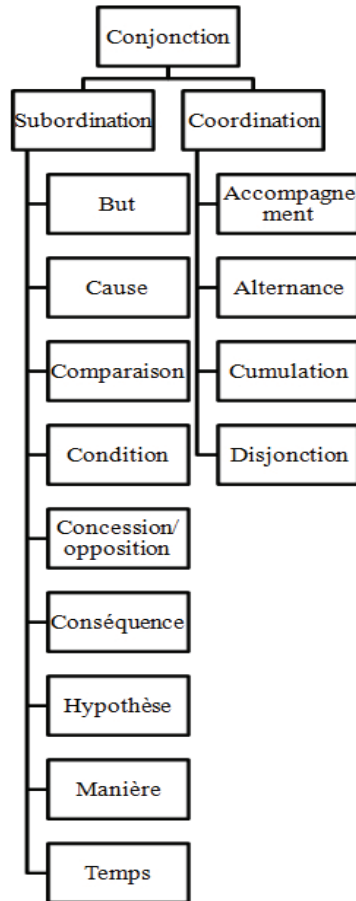 Conjonction
Subordination
Coordination
But
Cause
Comparaison
Condition
Concession/
opposition
Conséquence
Hypothèse
Manière
Temps
Accompagne
ment
Alternance
Cumulation
Disjonction